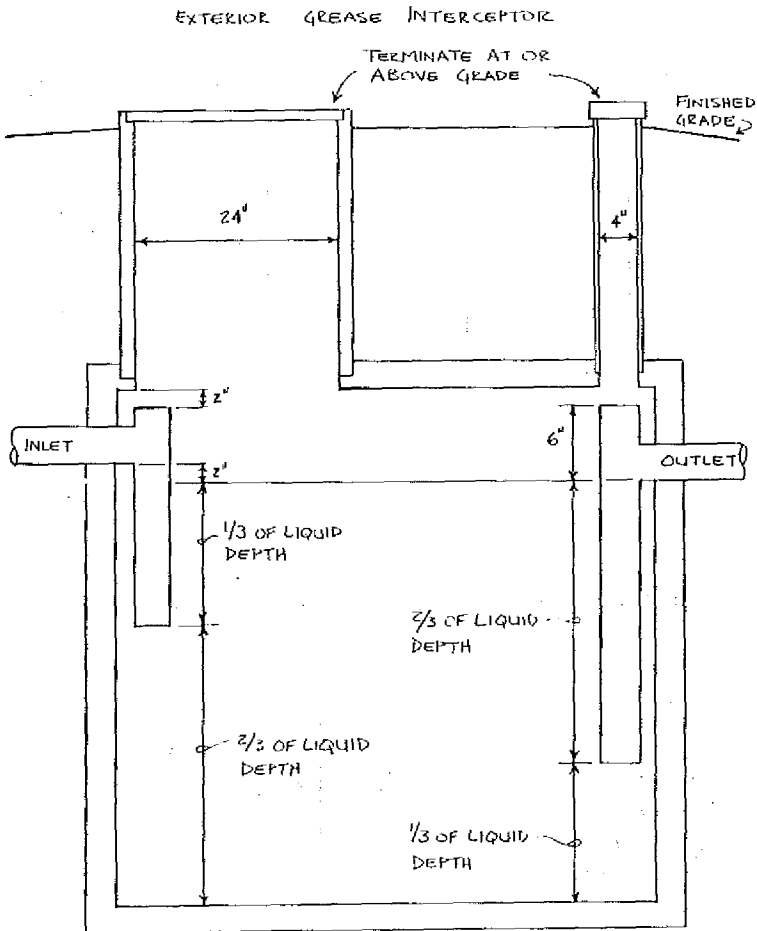 EXTERIOR GREASE INTERCEPTOR
TERMINATE AT OR
ABOVE GRADE
FINISHED
GRADE
24"
4"
2"
INLET
2"
6"
OUTLET
1/3 OF LIQUID
DEPTH
2/3 OF LIQUID
DEPTH
2/3 OF LIQUID
DEPTH
1/3 OF LIQUID
DEPTH